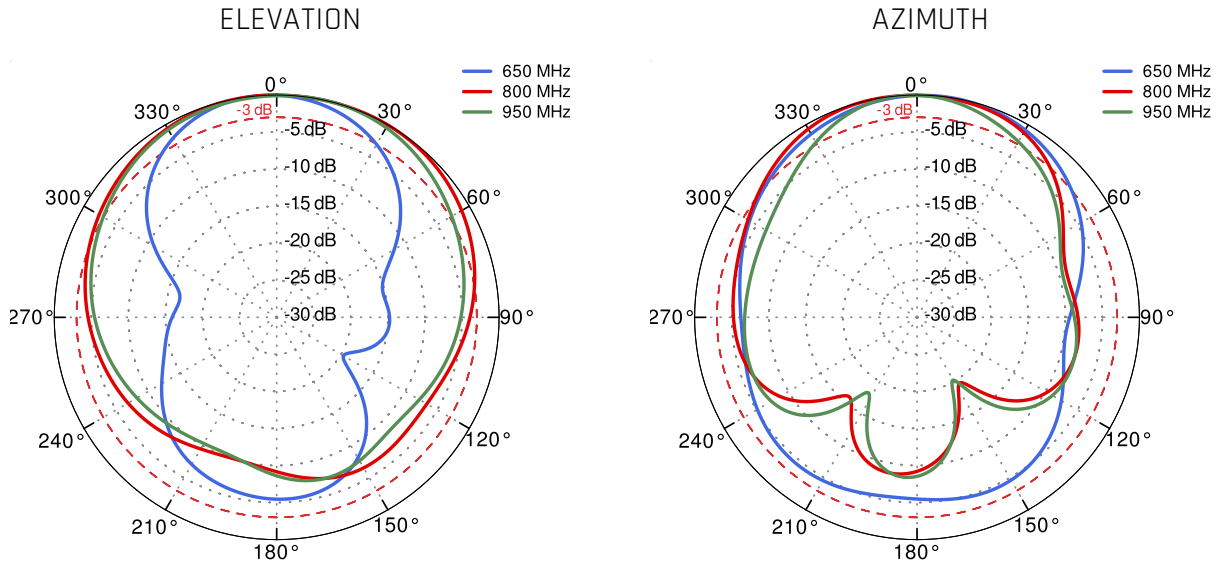 ELEVATION
650 MHz
800 MHz
950 MHz
0°
-3 dB
330°
30°
-5 dB
-10 dB
300°
60°
-15 dB
-20 dB
-25 dB
270°
-30 dB
90°
240°
120°
210°
150°
180°
AZIMUTH
650 MHz
800 MHz
950 MHz
0°
-3 dB
330°
30°
-5 dB
-10 dB
300°
60°
-15 dB
-20 dB
-25 dB
270°
-30 dB
90°
240°
120°
210°
150°
180°